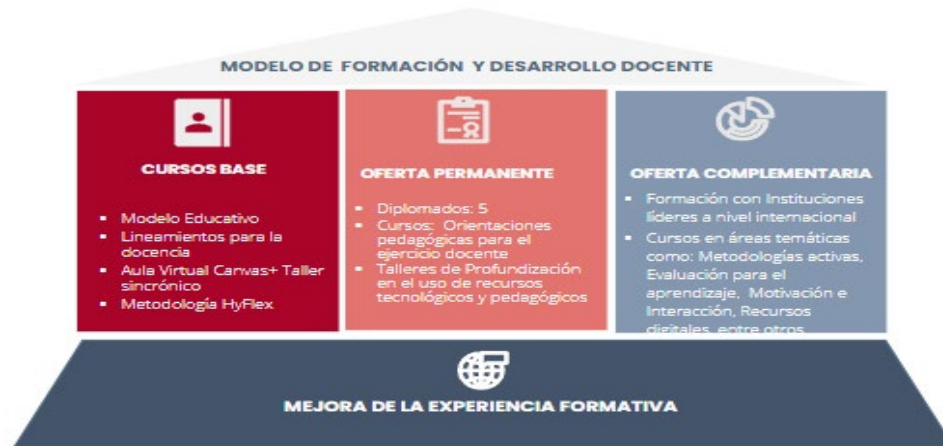 MODELO DE FORMACIÓN Y DESARROLLO DOCENTE
CURSOS BASE
▪ Modelo Educativo
▪ Lineamientos para la
docencia
▪ Aula Virtual Canvas+ Taller
sincrónico
▪ Metodología HyFlex
OFERTA PERMANENTE
▪ Diplomados: 5
▪ Cursos: Orientaciones
pedagógicas para el
ejercicio docente
▪ Talleres de Profundización
en el uso de recursos
tecnológicos y pedagógicos
OFERTA COMPLEMENTARIA
▪ Formación con Instituciones
líderes a nivel internacional
▪ Cursos en áreas temáticas
como: Metodologías activas,
Evaluación para el
aprendizaje, Motivación e
Interacción, Recursos
digitales, entre otros
MEJORA DE LA EXPERIENCIA FORMATIVA